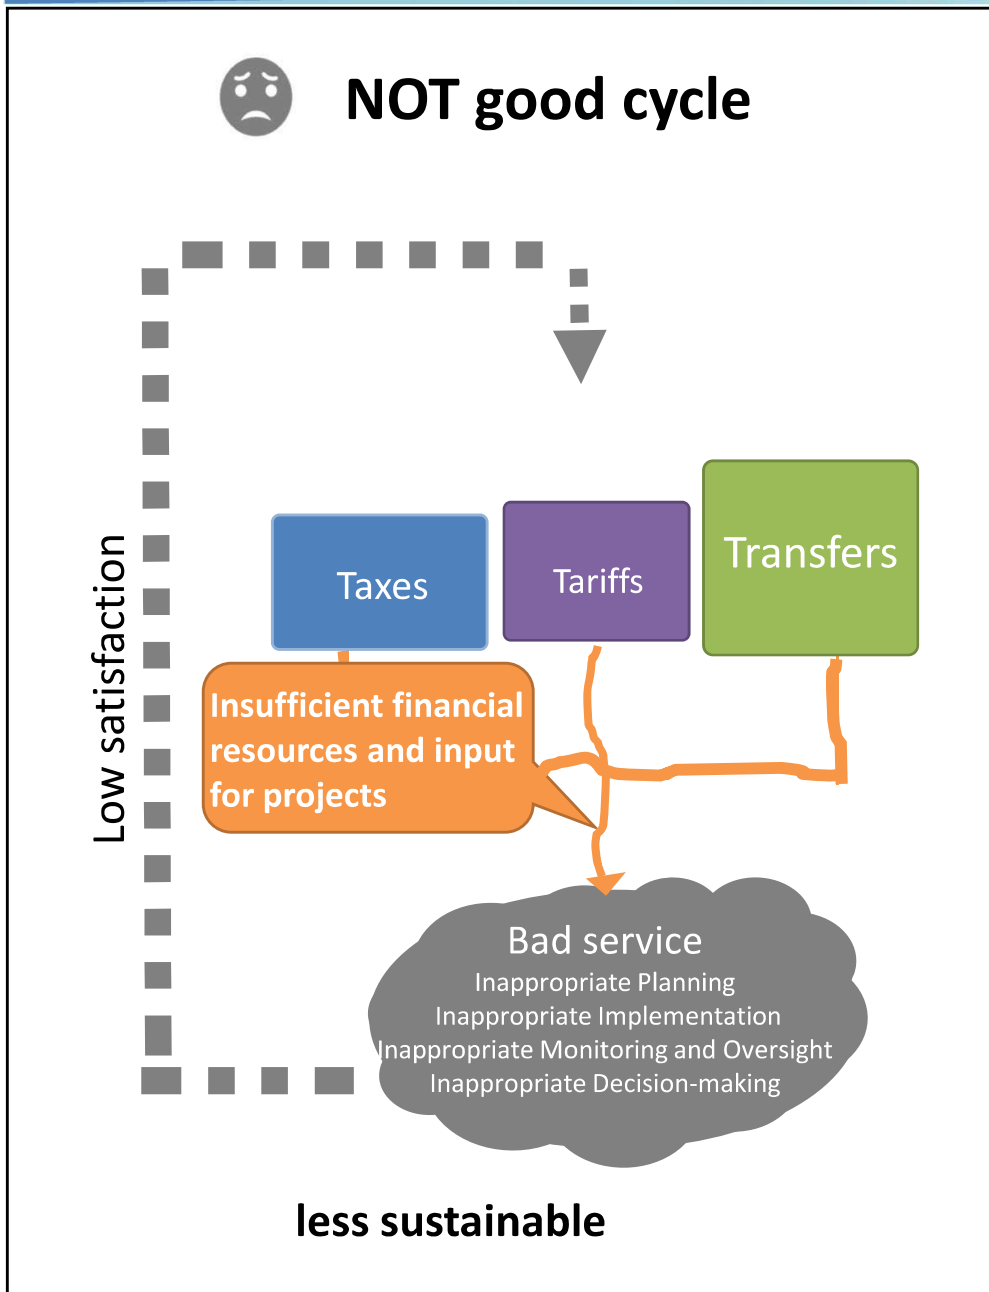 NOT good cycle
Low satisfaction
Taxes
Tariffs
Transfers
Insufficient financial
resources and input
for projects
Bad service
Inappropriate Planning
Inappropriate Implementation
Inappropriate Monitoring and Oversight
Inappropriate Decision-making
less sustainable